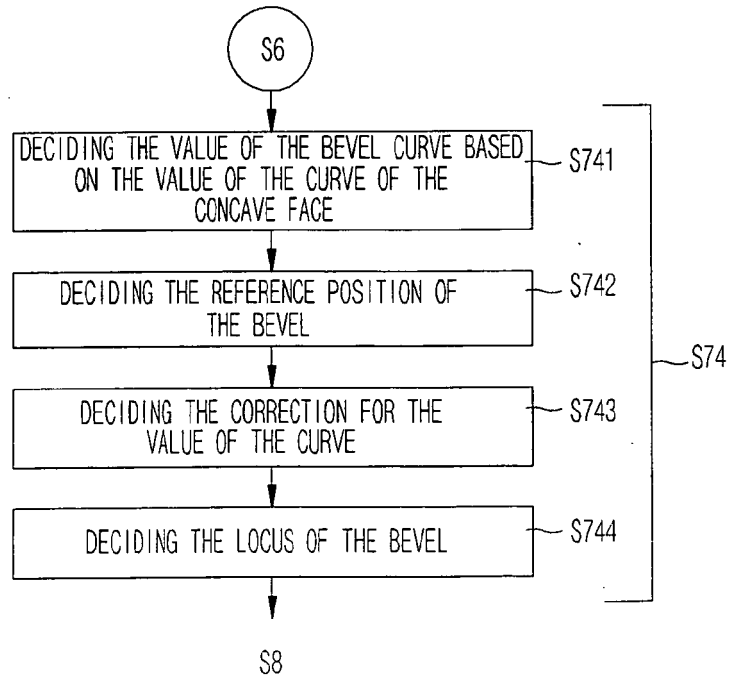 S6
DECIDING THE VALUE OF THE BEVEL CURVE BASED
ON THE VALUE OF THE CURVE OF THE
CONCAVE FACE
S741
DECIDING THE REFERENCE POSITION OF
THE BEVEL
S742
S74
DECIDING THE CORRECTION FOR THE
VALUE OF THE CURVE
S743
DECIDING THE LOCUS OF THE BEVEL
S744
S8